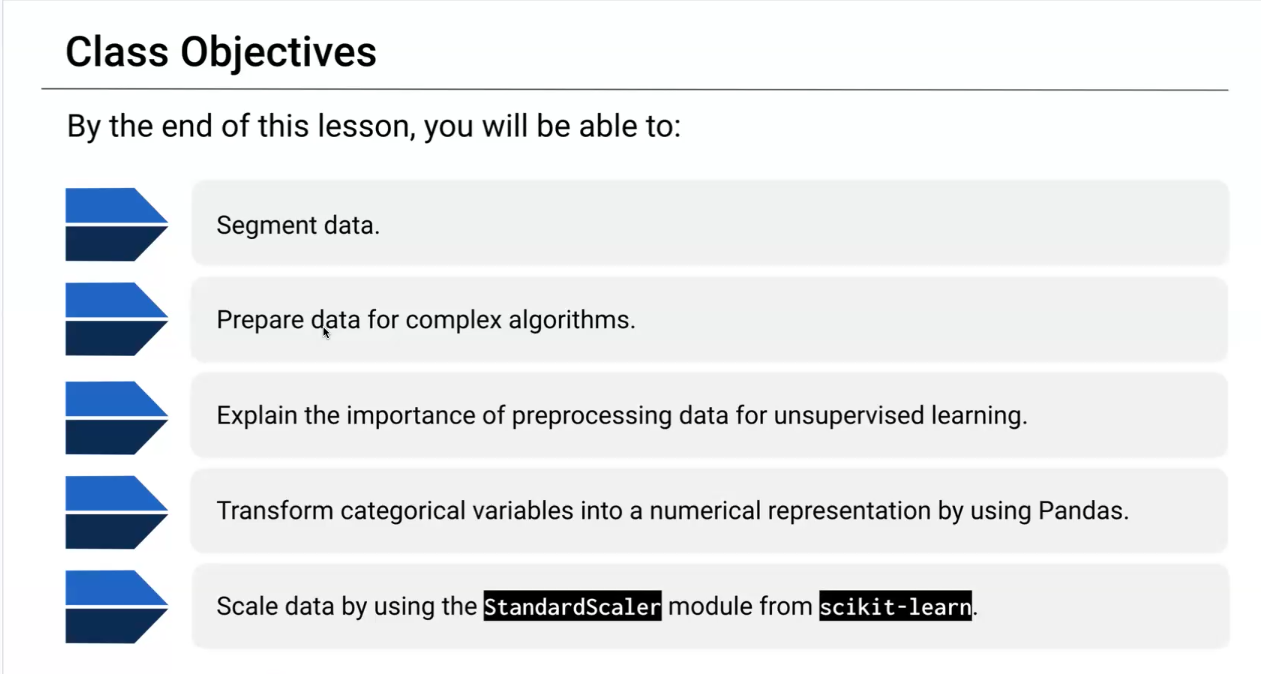 Class Objectives
By the end of this lesson, you will be able to:
Segment data.
Prepare data for complex algorithms.
Explain the importance of preprocessing data for unsupervised learning.
Transform categorical variables into a numerical representation by using Pandas.
Scale data by using the StandardScaler module from scikit-learn.